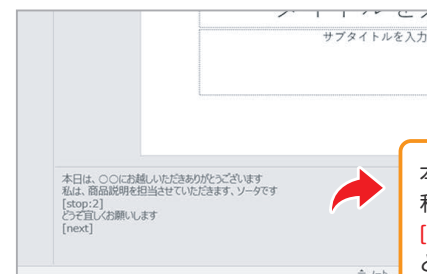 サブタイトルを入力
本日は、○○にお越しいただきありがとうございます
私は、商品説明を担当させていただきます、ソータです
[stop:2]
どうぞ宜しくお願いします
[next]